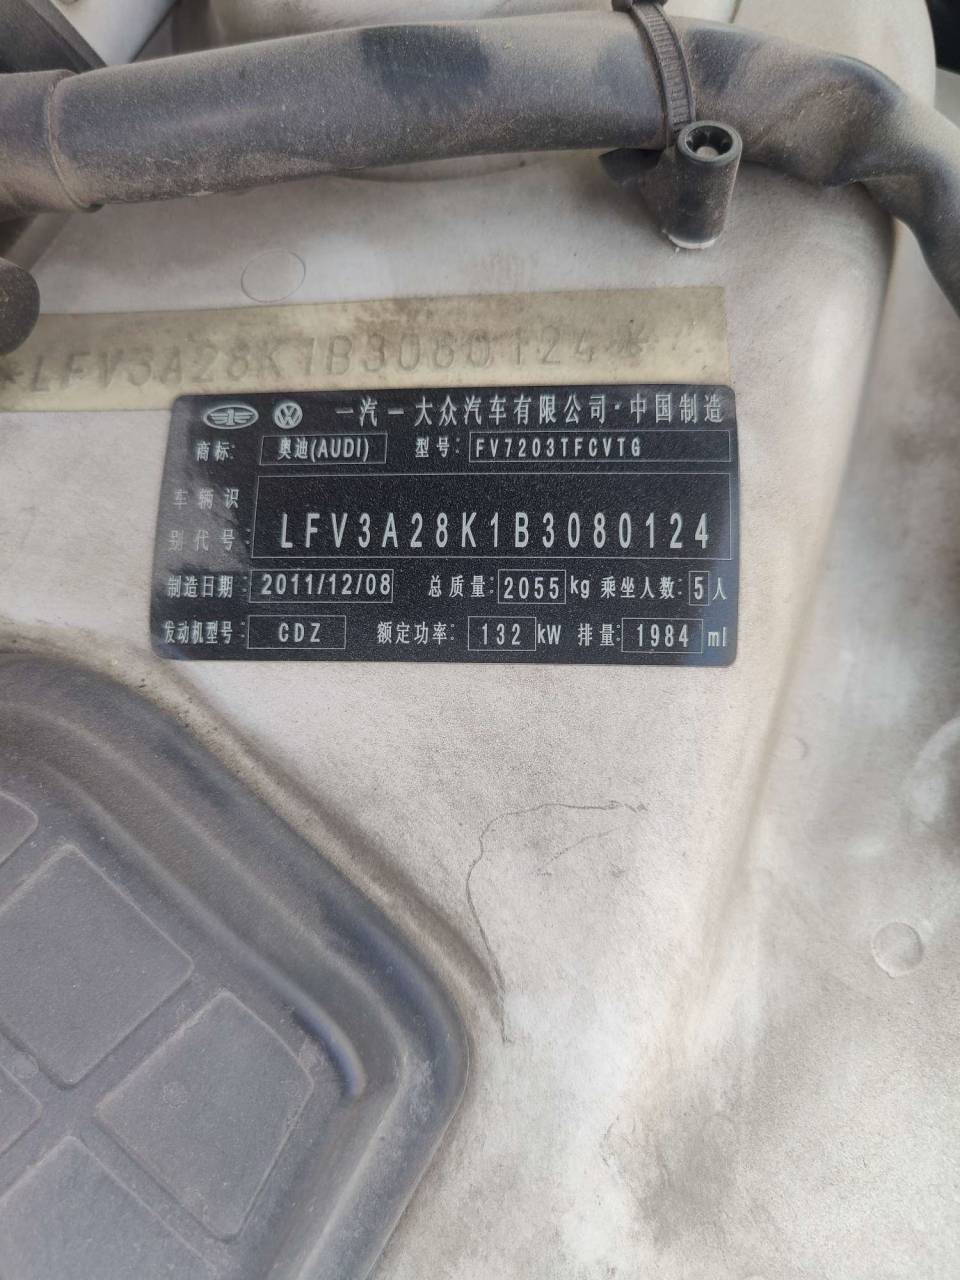 *LFV3A28K1B3080124*
一汽一大众汽车有限公司·中国制造
商标: 奥迪(AUDI) 型号: FV7203TFCVTG
车辆识
别代号: LFV3A28K1B3080124
制造日期: 2011/12/08 总质量: 2055 kg 乘坐人数: 5 人
发动机型号: CDZ 额定功率: 132 kW 排量: 1984 ml